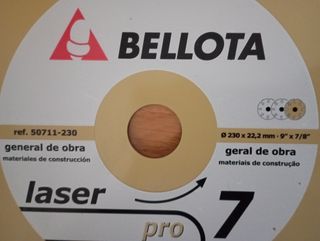 BELLOTA
ref. 50711-230
general de obra
materiales de construcción
Ø 230 x 22,2 mm - 9" x 7/8"
geral de obra
materiais de construção
laser
pro
7